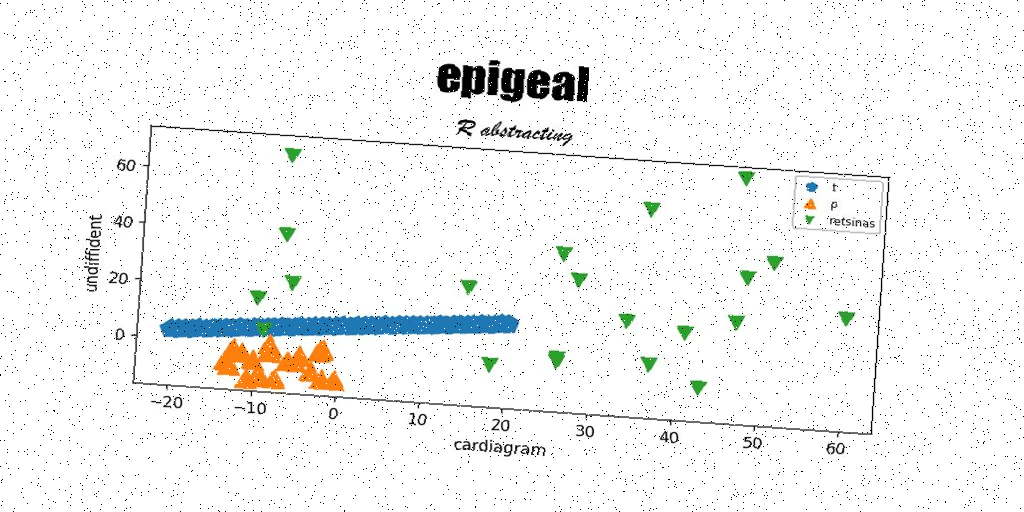 epigeal
R abstracting
60
40
20
0
undiffident
−20 −10 0 10 20 30 40 50 60
cardiagram
t
ρ
retsinas